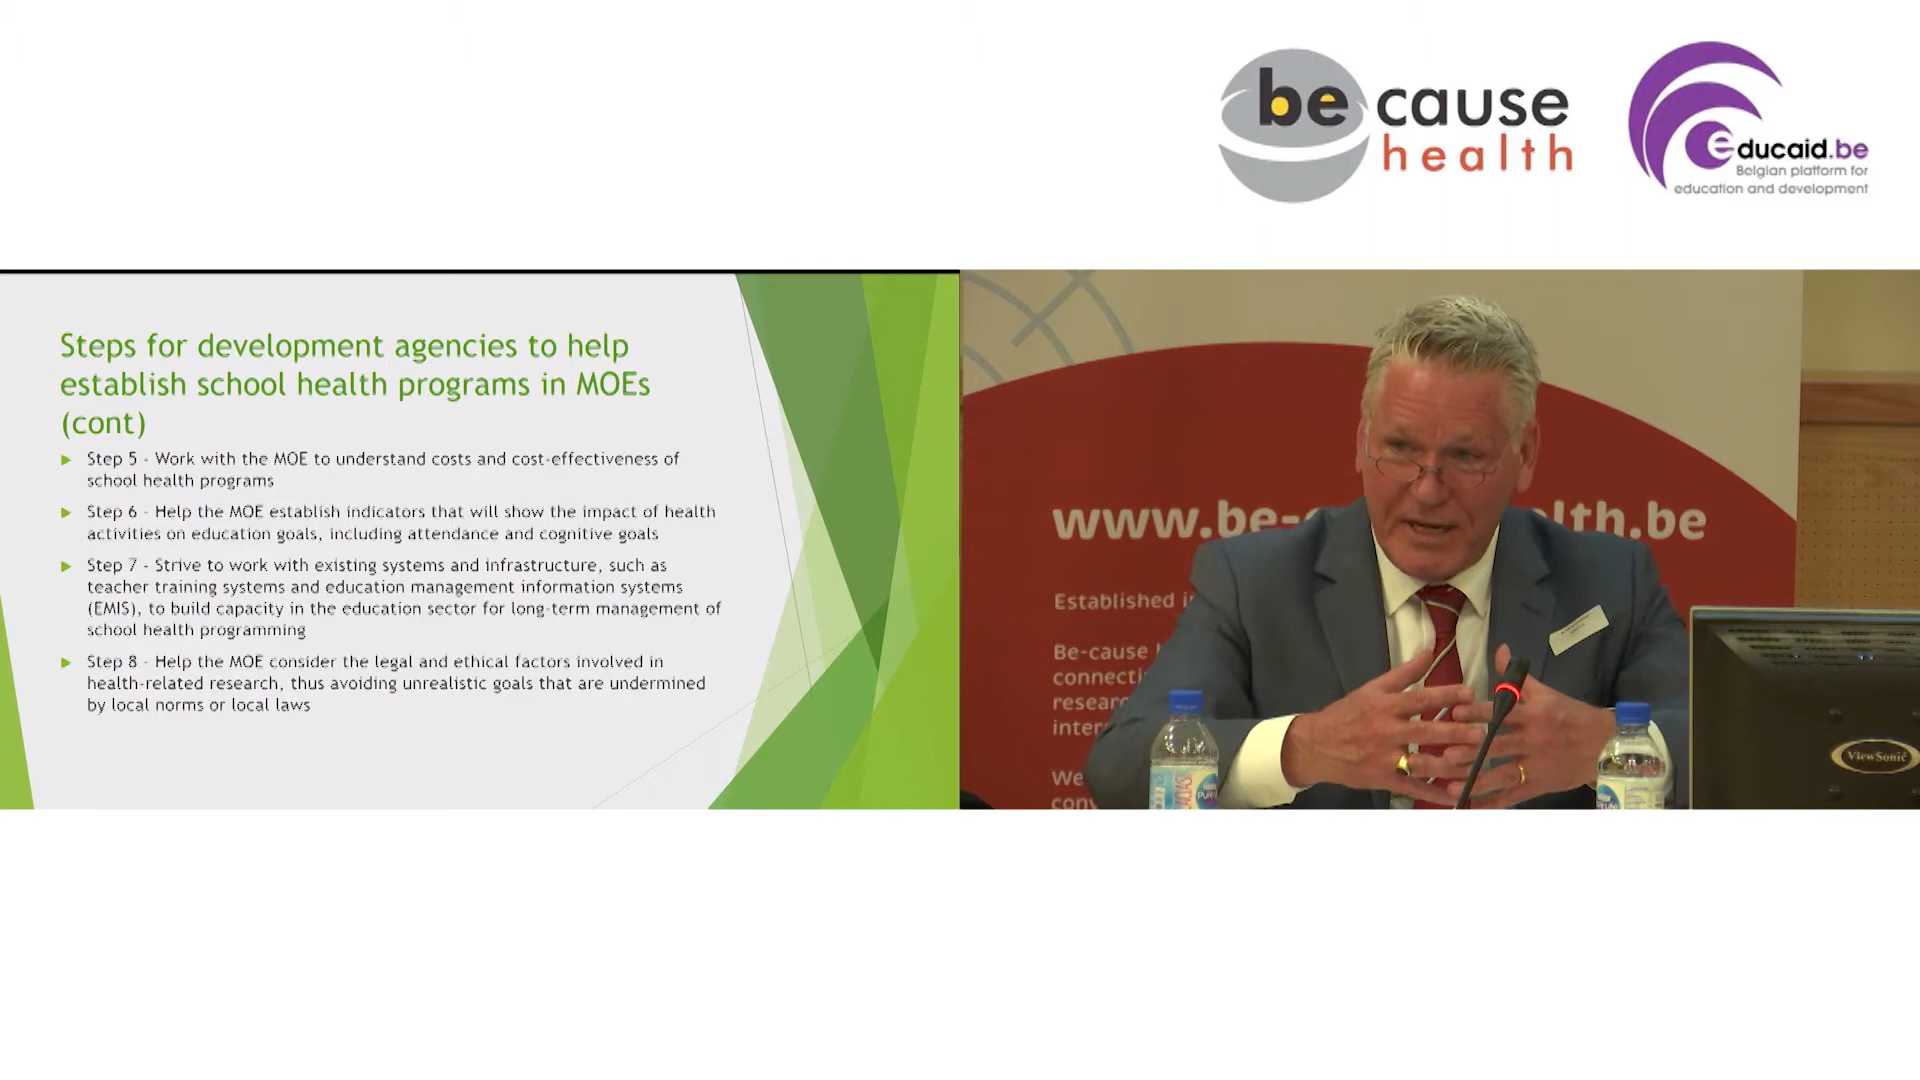 be cause
health
educaid.be
Belgian platform for
education and development
Steps for development agencies to help
establish school health programs in MOEs
(cont)
Step 5 - Work with the MOE to understand costs and cost-effectiveness of
school health programs
Step 6 - Help the MOE establish indicators that will show the impact of health
activities on education goals, including attendance and cognitive goals
Step 7 - Strive to work with existing systems and infrastructure, such as
teacher training systems and education management information systems
(EMIS), to build capacity in the education sector for long-term management of
school health programming
Step 8 - Help the MOE consider the legal and ethical factors involved in
health-related research, thus avoiding unrealistic goals that are undermined
by local norms or local laws
www.be-c lth.be
Established i
Be-cause
connecti
resear
inter
We
conv
ViewSonic